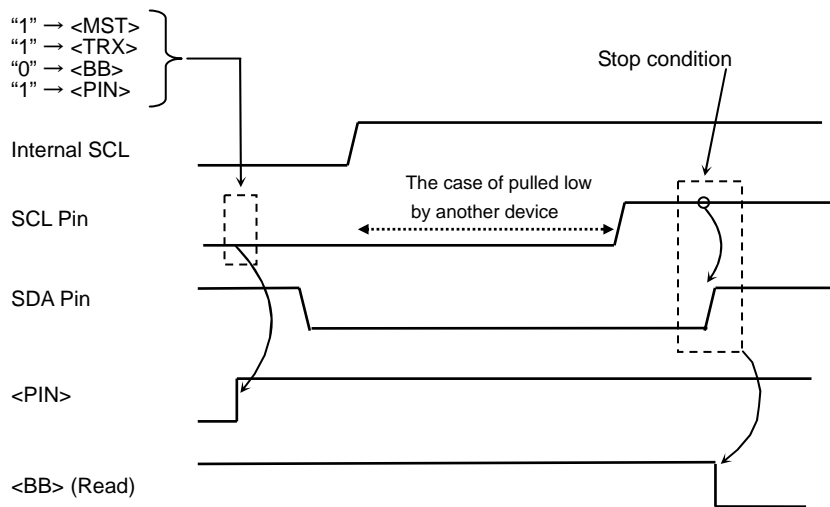 “1” → <MST>
“1” → <TRX>
“0” → <BB>
“1” → <PIN>
Stop condition
Internal SCL
The case of pulled low
by another device
SCL Pin
SDA Pin
<PIN>
<BB> (Read)